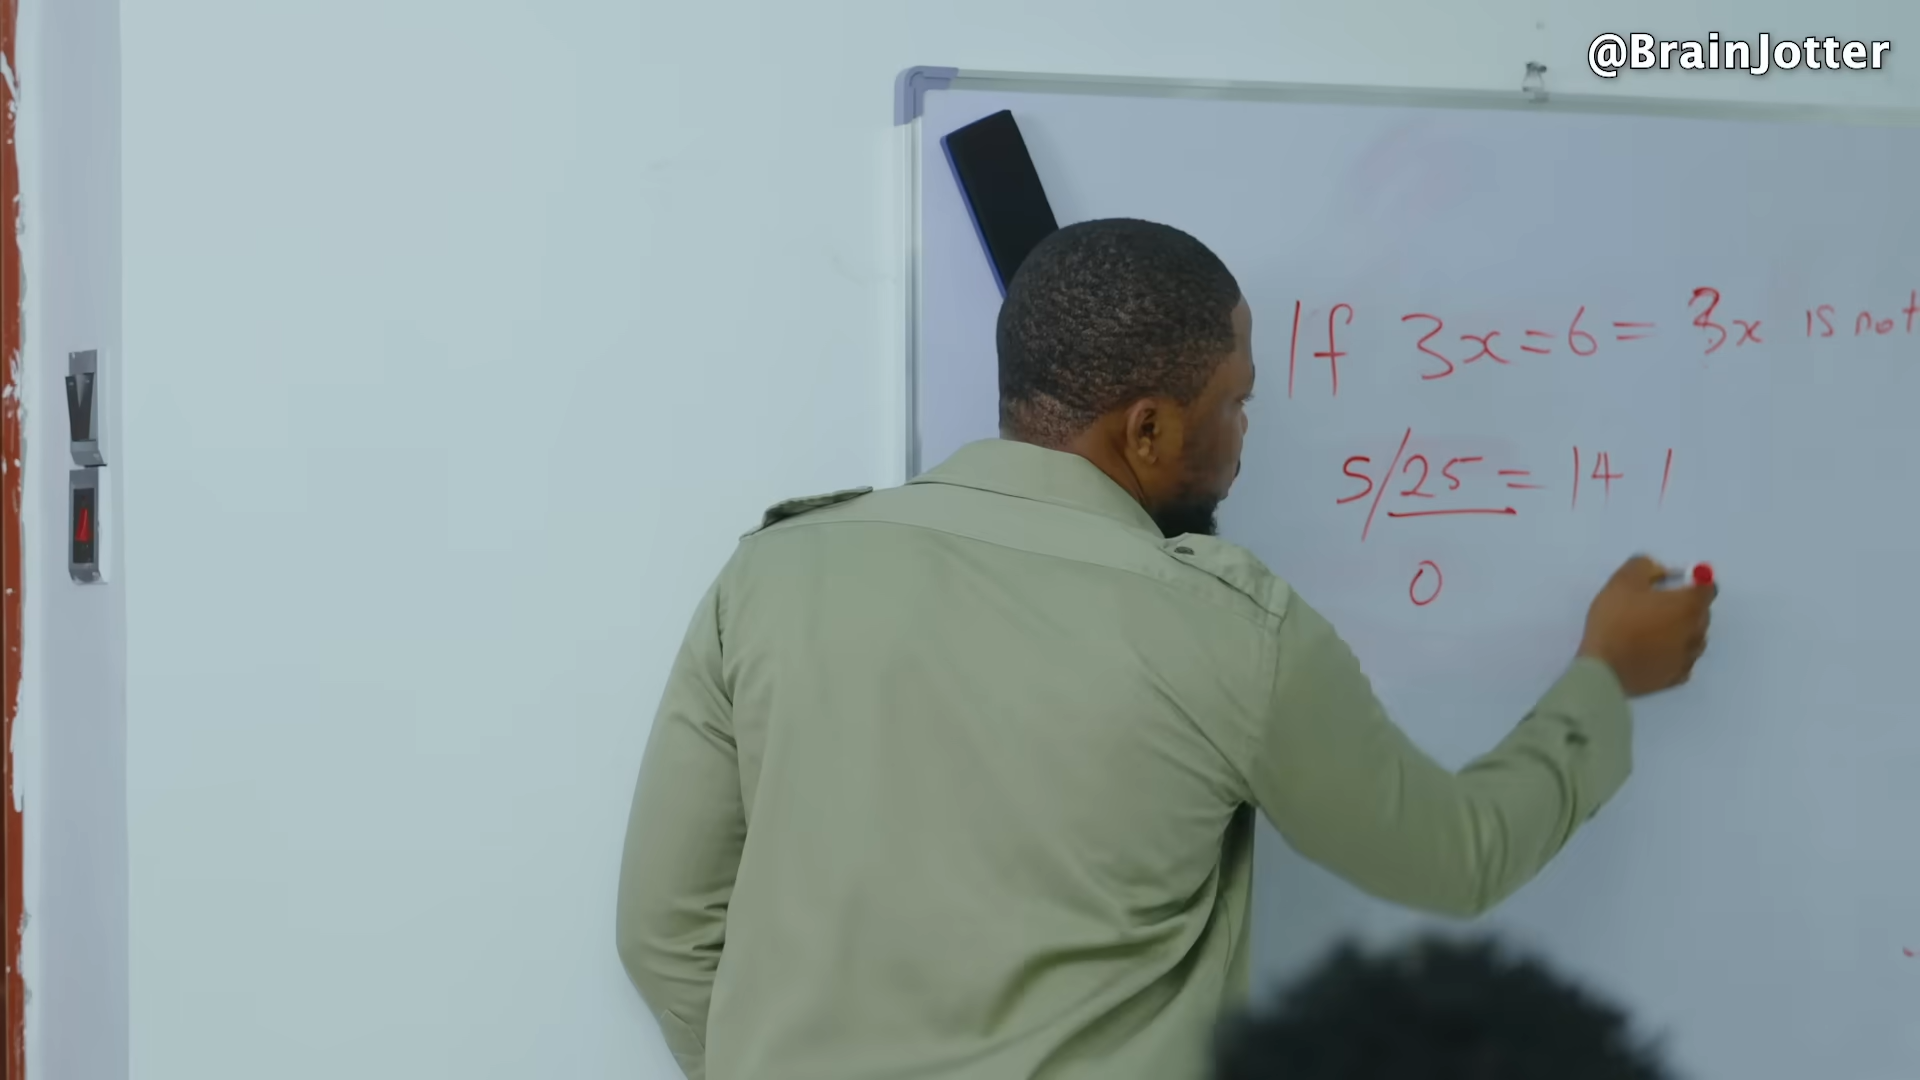 @BrainJotter
If 3x=6= 3x is not
5/25 = 14 1
0